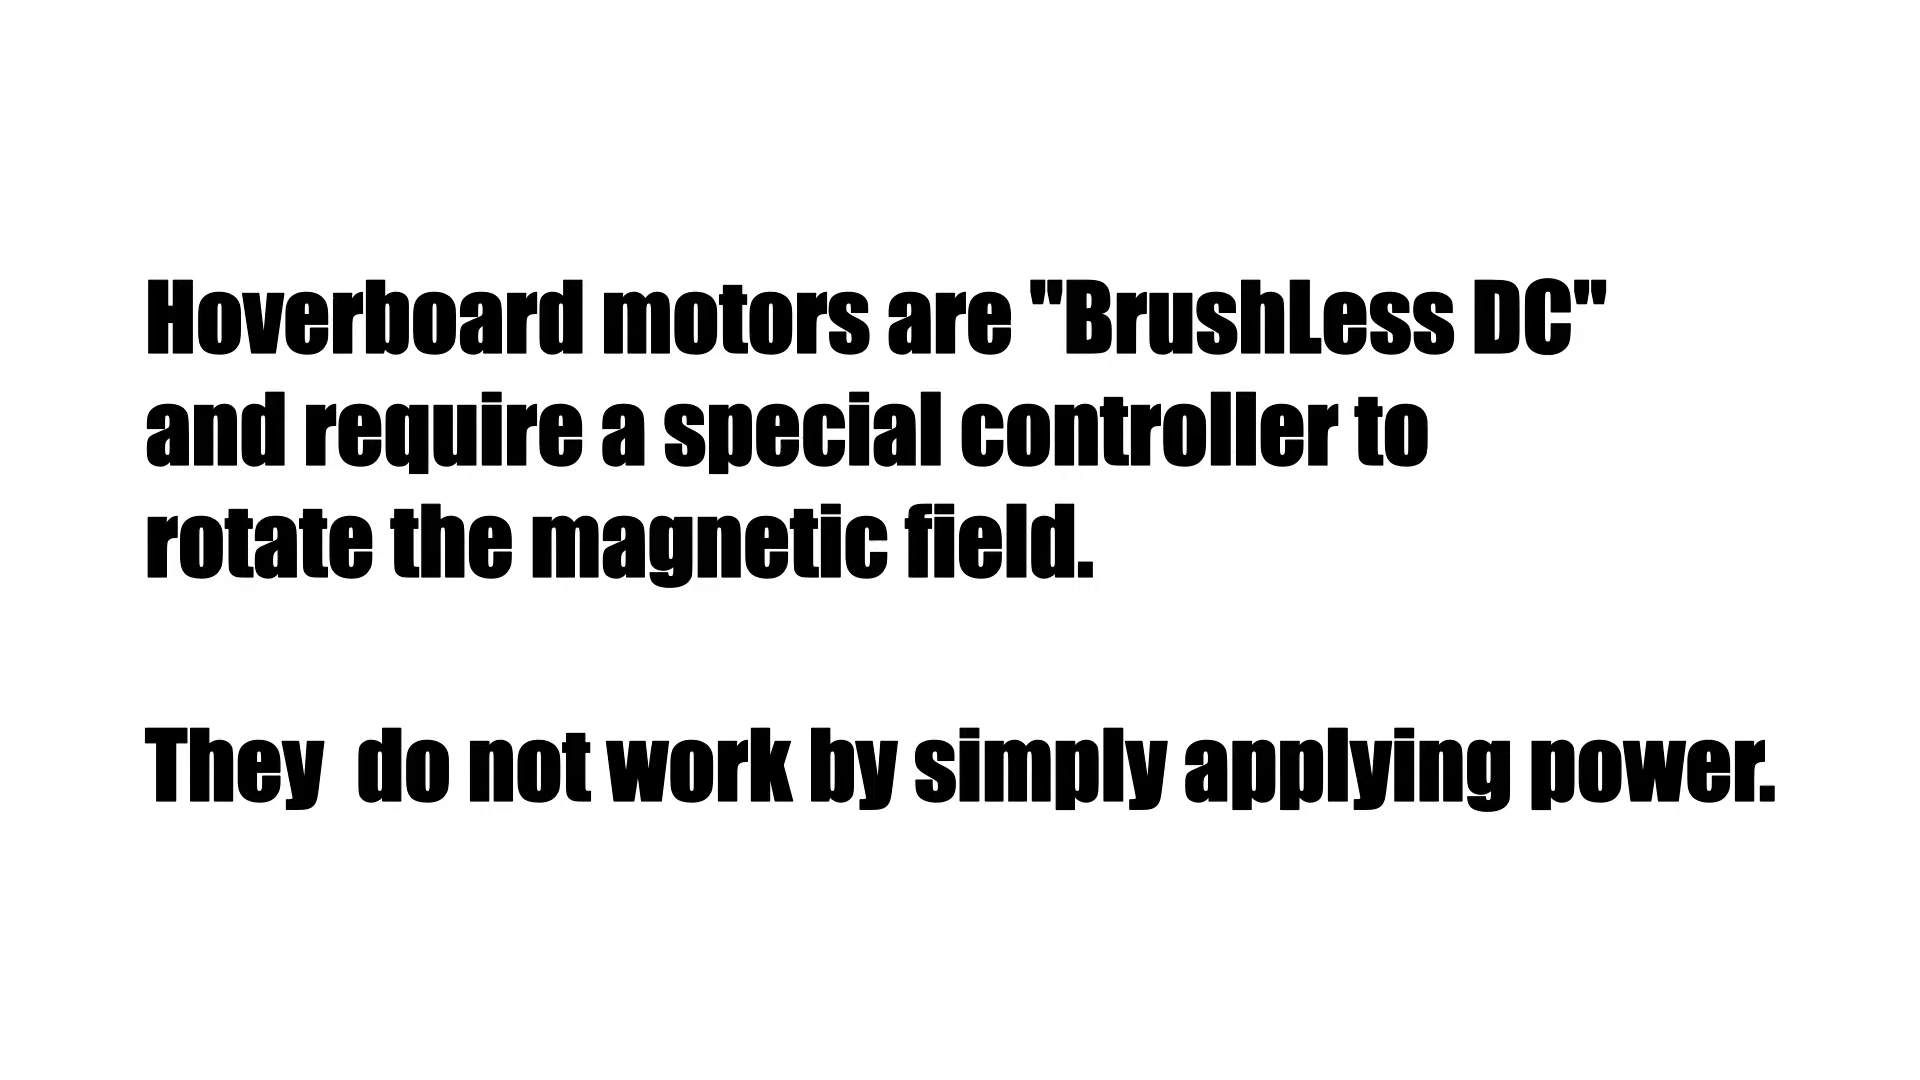 Hoverboard motors are "BrushLess DC"
and require a special controller to
rotate the magnetic field.
They  do not work by simply applying power.